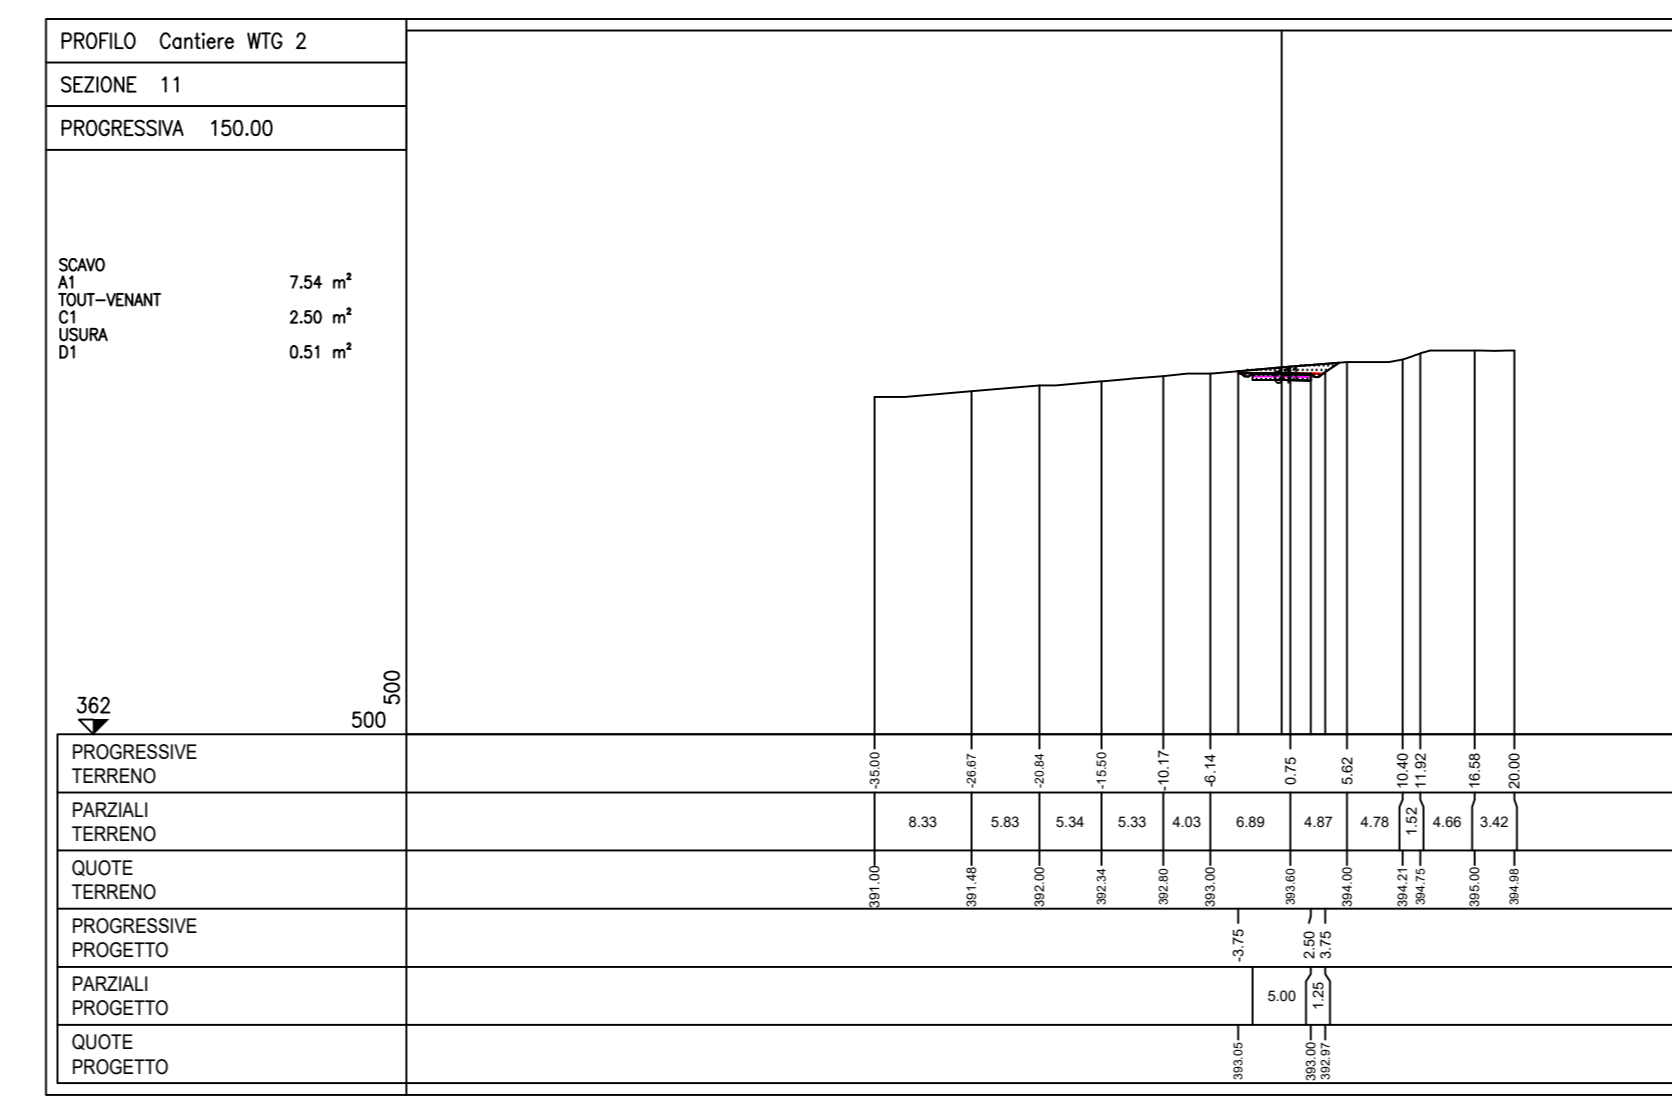 PROFILO Cantiere WTG 2
SEZIONE 11
PROGRESSIVA 150.00
SCAVO
A1 7.54 m²
TOUT-VENANT
C1 2.50 m²
USURA
D1 0.51 m²
362
500
500
PROGRESSIVE
TERRENO
-35.00 -26.67 -20.84 -15.50 -10.17 -6.14 0.75 5.62 10.40 11.92 16.58 20.00
PARZIALI
TERRENO
8.33 5.83 5.34 5.33 4.03 6.89 4.87 4.78 1.52 4.66 3.42
QUOTE
TERRENO
391.00 391.48 392.00 392.34 392.80 393.00 393.60 394.00 394.21 394.75 395.00 394.98
PROGRESSIVE
PROGETTO
-3.75 2.50 3.75
PARZIALI
PROGETTO
5.00 1.25
QUOTE
PROGETTO
393.05 393.00 392.97